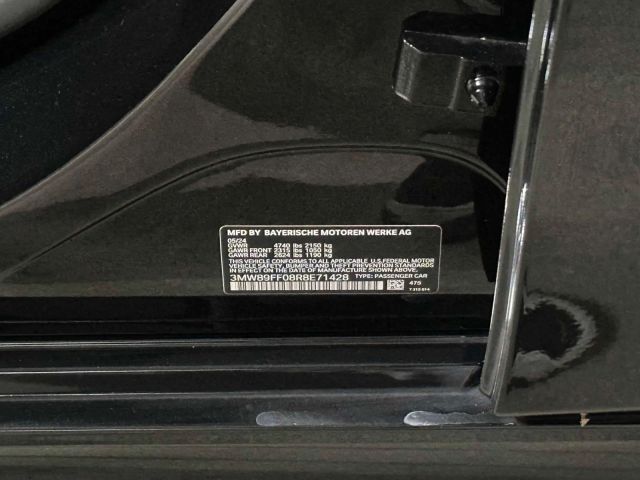 MFD BY BAYERISCHE MOTOREN WERKE AG
05/24
GVWR 4740 lbs 2150 kg
GAWR FRONT 2315 lbs 1050 kg
GAWR REAR 2624 lbs 1190 kg
THIS VEHICLE CONFORMS TO ALL APPLICABLE U.S.FEDERAL MOTOR
VEHICLE SAFETY, BUMPER AND THEFT PREVENTION STANDARDS
IN EFFECT ON THE DATE OF MANUFACTURE SHOWN ABOVE.
3MW89FF08R8E71428 TYPE: PASSENGER CAR
475